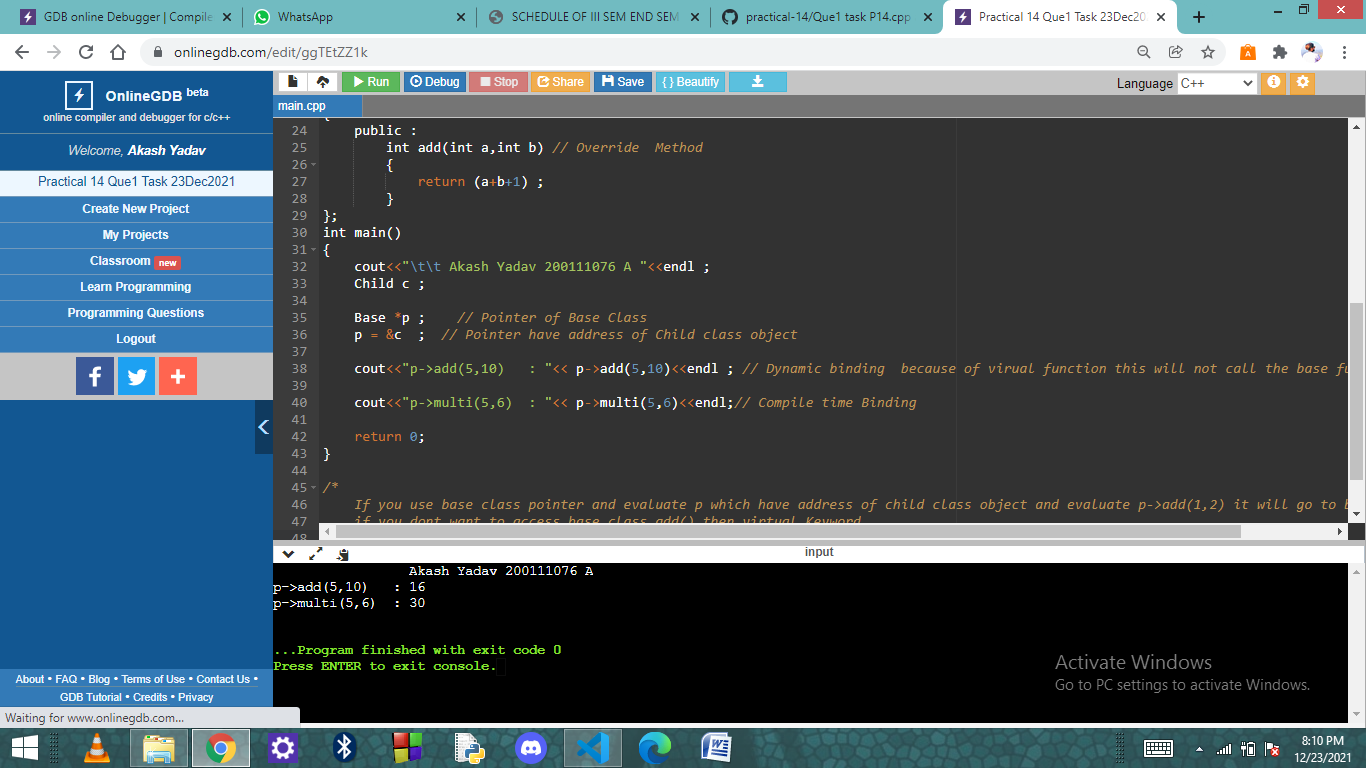 GDB online Debugger | Compile
WhatsApp
SCHEDULE OF III SEM END SEM
practical-14/Que1 task P14.cpp
Practical 14 Que1 Task 23Dec20
onlinegdb.com/edit/ggTEtZZ1k
OnlineGDB beta
online compiler and debugger for c/c++
Welcome, Akash Yadav
Practical 14 Que1 Task 23Dec2021
Create New Project
My Projects
Classroom new
Learn Programming
Programming Questions
Logout
About • FAQ • Blog • Terms of Use • Contact Us •
GDB Tutorial • Credits • Privacy
Waiting for www.onlinegdb.com...
Run Debug Stop Share Save { } Beautify Language C++
main.cpp
{
24 public :
25 int add(int a,int b) // Override  Method
26 {
27 return (a+b+1) ;
28 }
29 };
30 int main()
31 {
32 cout<<"\t\t Akash Yadav 200111076 A "<<endl ;
33 Child c ;
34
35 Base *p ;    // Pointer of Base Class
36 p = &c  ;  // Pointer have address of Child class object
37
38 cout<<"p->add(5,10)   : "<< p->add(5,10)<<endl ; // Dynamic binding  because of virual function this will not call the base fu
39
40 cout<<"p->multi(5,6)  : "<< p->multi(5,6)<<endl;// Compile time Binding
41
42 return 0;
43 }
44
45 /*
46 If you use base class pointer and evaluate p which have address of child class object and evaluate p->add(1,2) it will go to b
47 if you dont want to access base class add() then virtual Keyword
48
input
Akash Yadav 200111076 A
p->add(5,10)   : 16
p->multi(5,6)  : 30
...Program finished with exit code 0
Press ENTER to exit console.
Activate Windows
Go to PC settings to activate Windows.
8:10 PM
12/23/2021